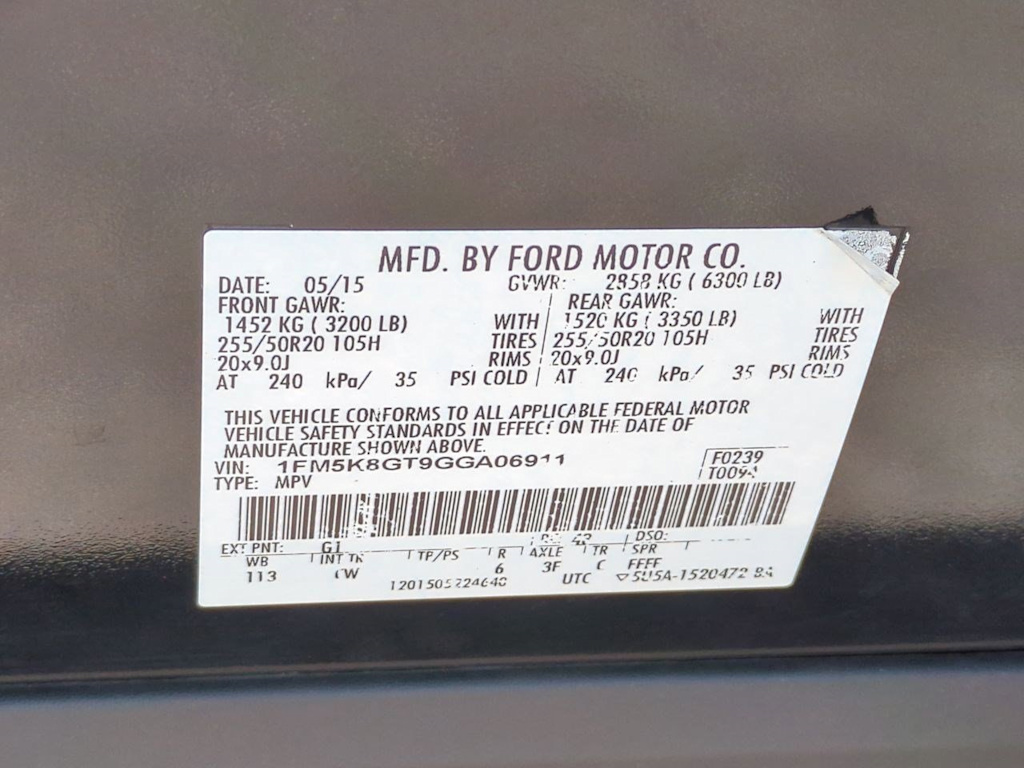 MFD. BY FORD MOTOR CO.
DATE: 05/15 GVWR: 2858 KG ( 6300 LB)
FRONT GAWR: REAR GAWR:
1452 KG ( 3200 LB) WITH 1520 KG ( 3350 LB) WITH
255/50R20 105H TIRES 255/50R20 105H TIRES
20x9.0J RIMS 20x9.0J RIMS
AT 240 kPa/ 35 PSI COLD AT 240 kPa/ 35 PSI COLD
THIS VEHICLE CONFORMS TO ALL APPLICABLE FEDERAL MOTOR
VEHICLE SAFETY STANDARDS IN EFFECT ON THE DATE OF
MANUFACTURE SHOWN ABOVE.
VIN: 1FM5K8GT9GGA06911 F0239
TYPE: MPV T0094
EXT PNT: G1 DSO:
WB INT TR TP/PS R AXLE TR SPR
113 CW 6 3F C FFFF
UTC